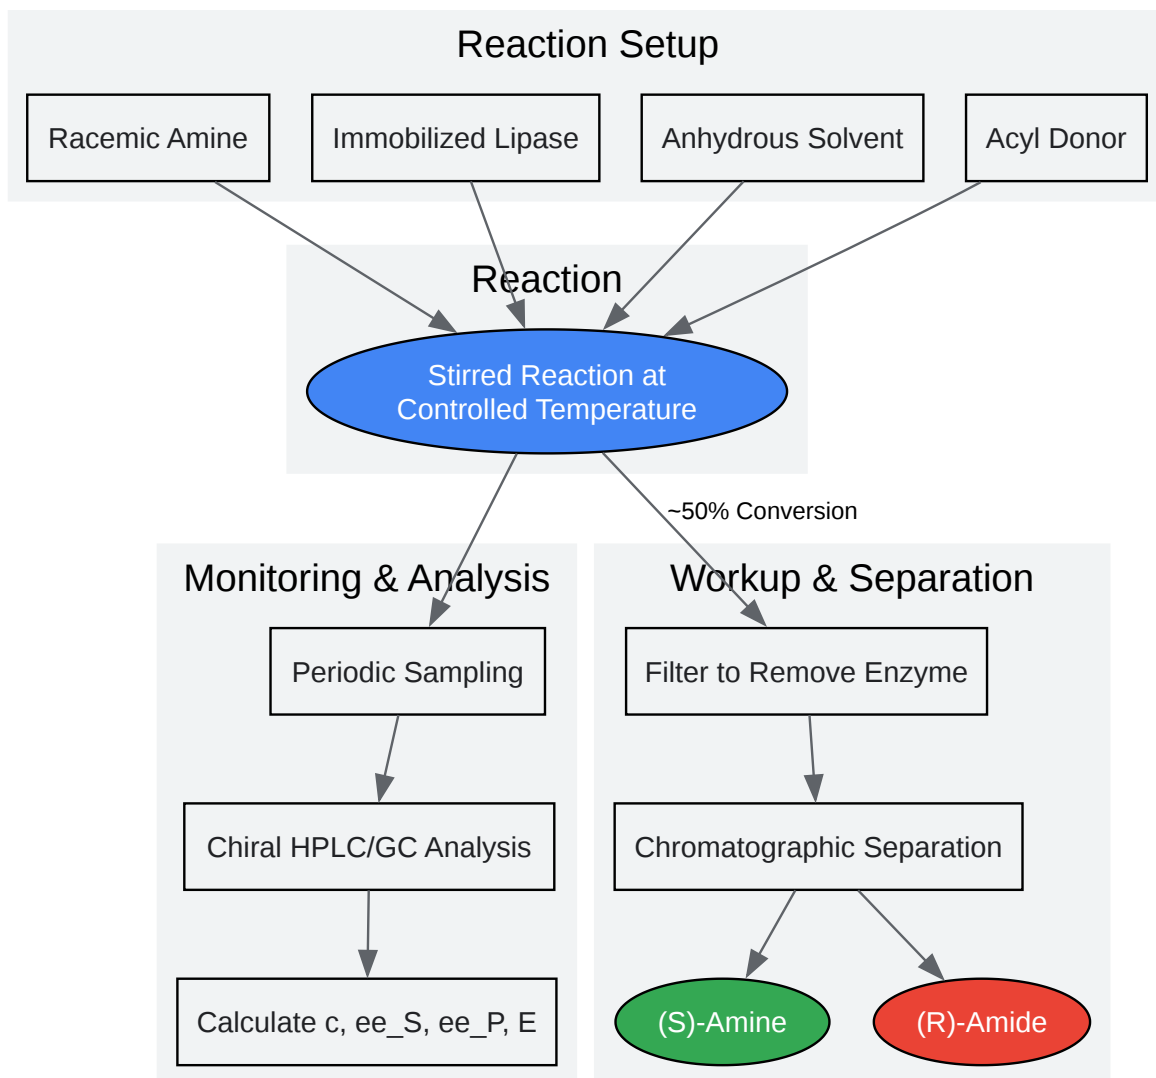 Reaction Setup
Racemic Amine
Immobilized Lipase
Anhydrous Solvent
Acyl Donor
Reaction
Stirred Reaction at
Controlled Temperature
~50% Conversion
Monitoring & Analysis
Periodic Sampling
Chiral HPLC/GC Analysis
Calculate c, ee_S, ee_P, E
Workup & Separation
Filter to Remove Enzyme
Chromatographic Separation
(S)-Amine
(R)-Amide